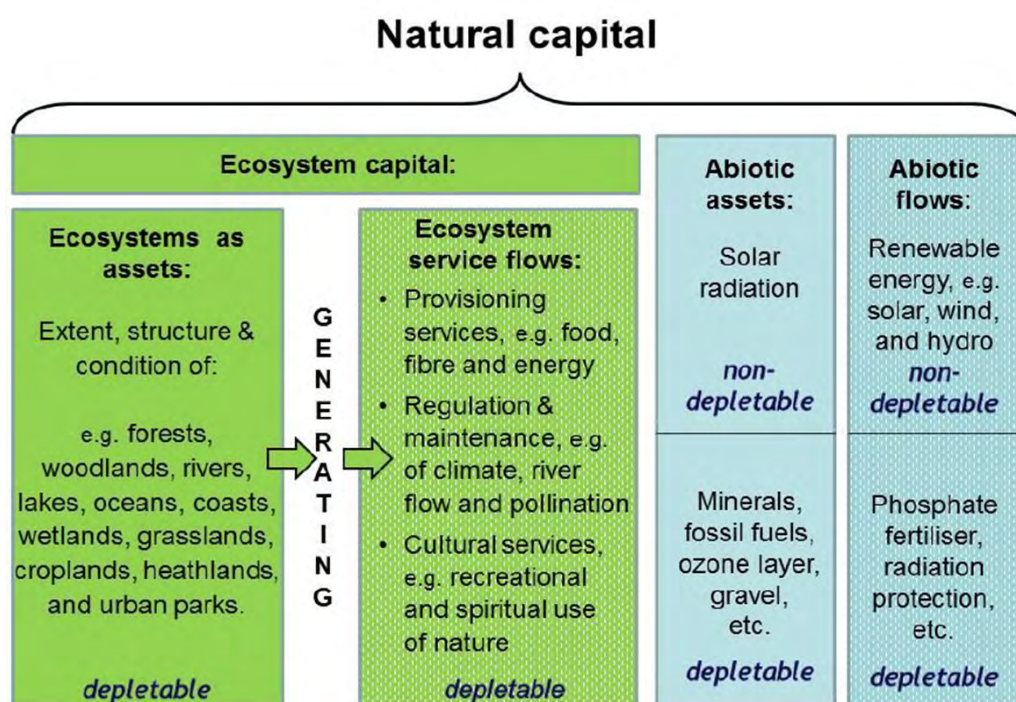 Natural capital
Ecosystem capital:
Ecosystems as
assets:
Extent, structure &
condition of:
e.g. forests,
woodlands, rivers,
lakes, oceans, coasts,
wetlands, grasslands,
croplands, heathlands,
and urban parks.
depletable
GENERATING
Ecosystem
service flows:
• Provisioning
services, e.g. food,
fibre and energy
• Regulation &
maintenance, e.g.
of climate, river
flow and pollination
• Cultural services,
e.g. recreational
and spiritual use
of nature
depletable
Abiotic
assets:
Solar
radiation
non-
depletable
Minerals,
fossil fuels,
ozone layer,
gravel,
etc.
depletable
Abiotic
flows:
Renewable
energy, e.g.
solar, wind,
and hydro
non-
depletable
Phosphate
fertiliser,
radiation
protection,
etc.
depletable